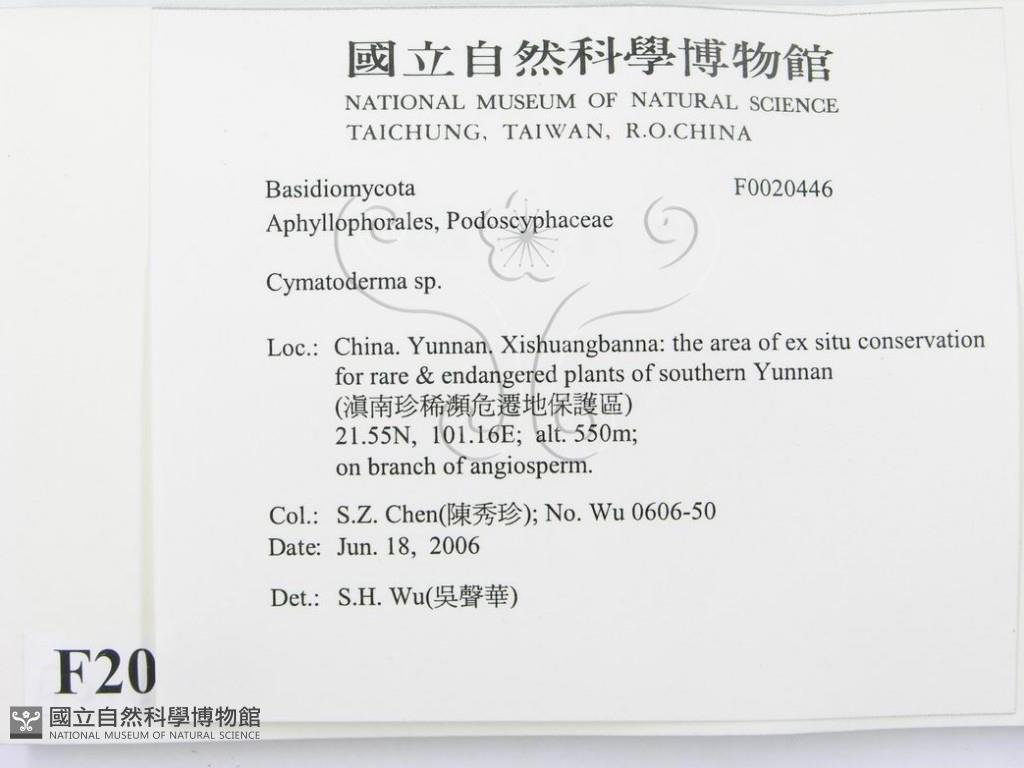 國立自然科學博物館
NATIONAL MUSEUM OF NATURAL SCIENCE
TAICHUNG, TAIWAN, R.O.CHINA
Basidiomycota F0020446
Aphyllophorales, Podoscyphaceae
Cymatoderma sp.
Loc.: China. Yunnan. Xishuangbanna: the area of ex situ conservation
for rare & endangered plants of southern Yunnan
(滇南珍稀瀕危遷地保護區)
21.55N, 101.16E; alt. 550m;
on branch of angiosperm.
Col.: S.Z. Chen(陳秀珍); No. Wu 0606-50
Date: Jun. 18, 2006
Det.: S.H. Wu(吳聲華)
F20
國立自然科學博物館
NATIONAL MUSEUM OF NATURAL SCIENCE